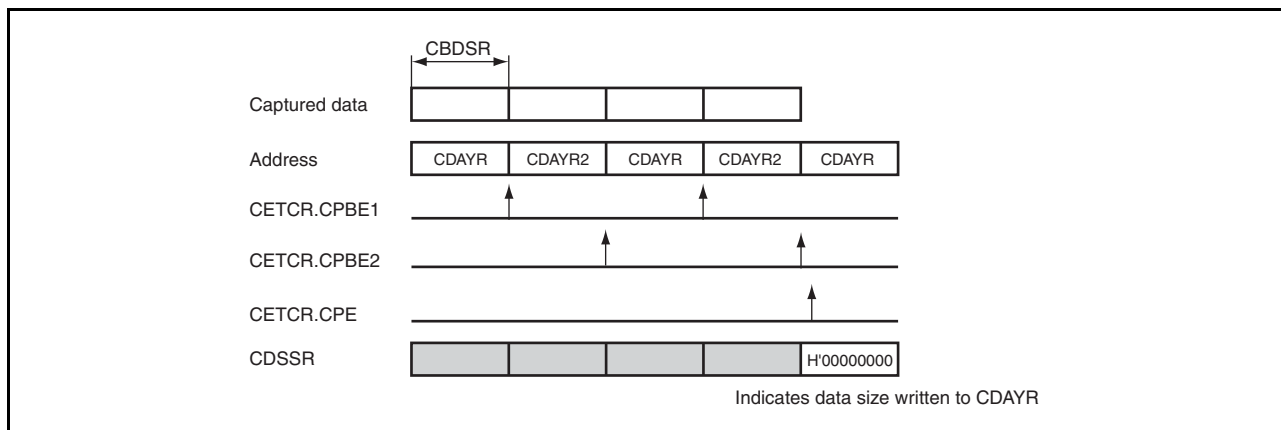 CBDSR
Captured data
Address CDAYR CDAYR2 CDAYR CDAYR2 CDAYR
CETCR.CPBE1
CETCR.CPBE2
CETCR.CPE
CDSSR H'00000000
Indicates data size written to CDAYR